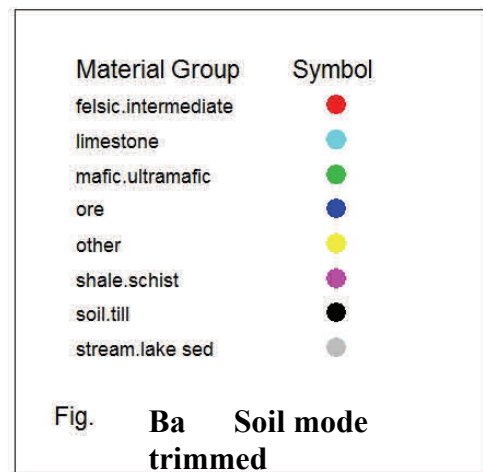 Material Group Symbol
felsic.intermediate
limestone
mafic.ultramafic
ore
other
shale.schist
soil.till
stream.lake sed
Fig. Ba Soil mode
trimmed